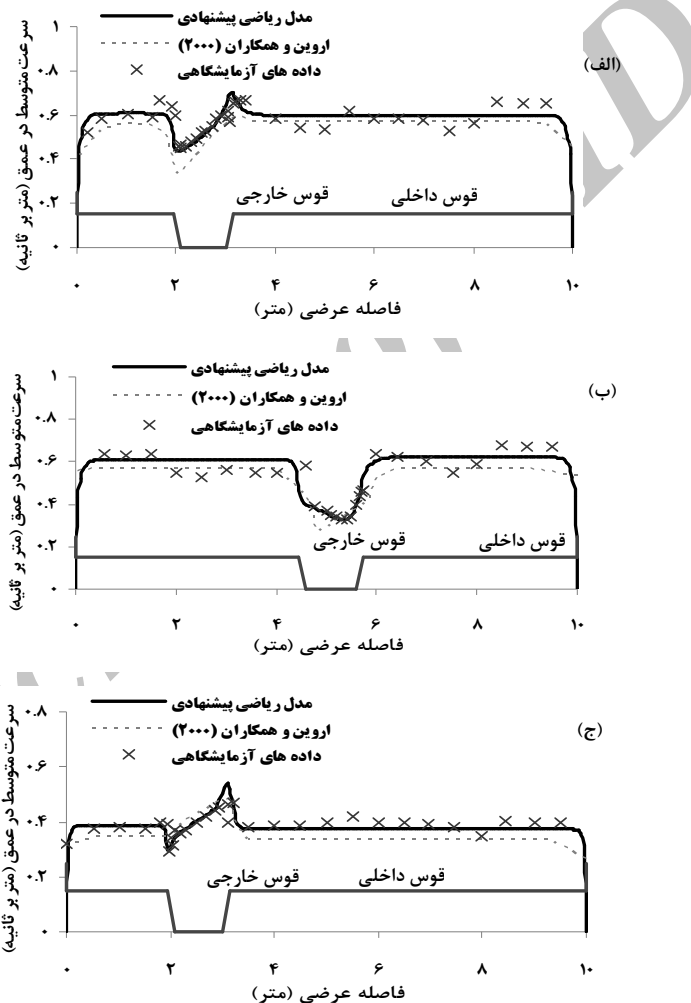 مدل ریاضی پیشنهادی
اروین و همکاران (۲۰۰۰)
داده های آزمایشگاهی
(الف)
سرعت متوسط در عمق (متر بر ثانیه)
۱
۰.۸
۰.۶
۰.۴
۰.۲
۰
قوس خارجی
قوس داخلی
۰ ۲ ۴ ۶ ۸ ۱۰
فاصله عرضی (متر)
مدل ریاضی پیشنهادی
اروین و همکاران (۲۰۰۰)
داده های آزمایشگاهی
(ب)
سرعت متوسط در عمق (متر بر ثانیه)
۱
۰.۸
۰.۶
۰.۴
۰.۲
۰
قوس خارجی
قوس داخلی
۰ ۲ ۴ ۶ ۸ ۱۰
فاصله عرضی (متر)
مدل ریاضی پیشنهادی
اروین و همکاران (۲۰۰۰)
داده های آزمایشگاهی
(ج)
سرعت متوسط در عمق (متر بر ثانیه)
۰.۸
۰.۶
۰.۴
۰.۲
۰
قوس خارجی
قوس داخلی
۰ ۲ ۴ ۶ ۸ ۱۰
فاصله عرضی (متر)